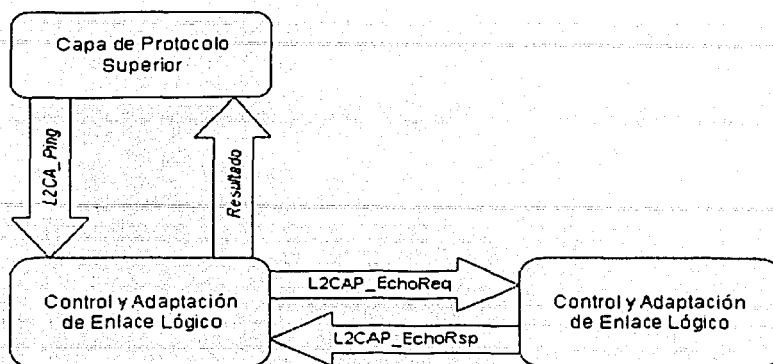 Capa de Protocolo
Superior
L2CA_Ping
Resultado
Control y Adaptación
de Enlace Lógico
L2CAP_EchoReq
L2CAP_EchoRsp
Control y Adaptación
de Enlace Lógico